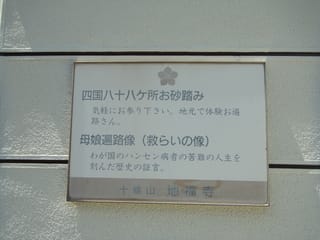 四国八十八ケ所お砂踏み
気軽にお参り下さい。地元で体験お遍
路さん。
母娘遍路像（救らいの像）
わが国のハンセン病者の苦難の人生を
刻んだ歴史の証言。
地福寺